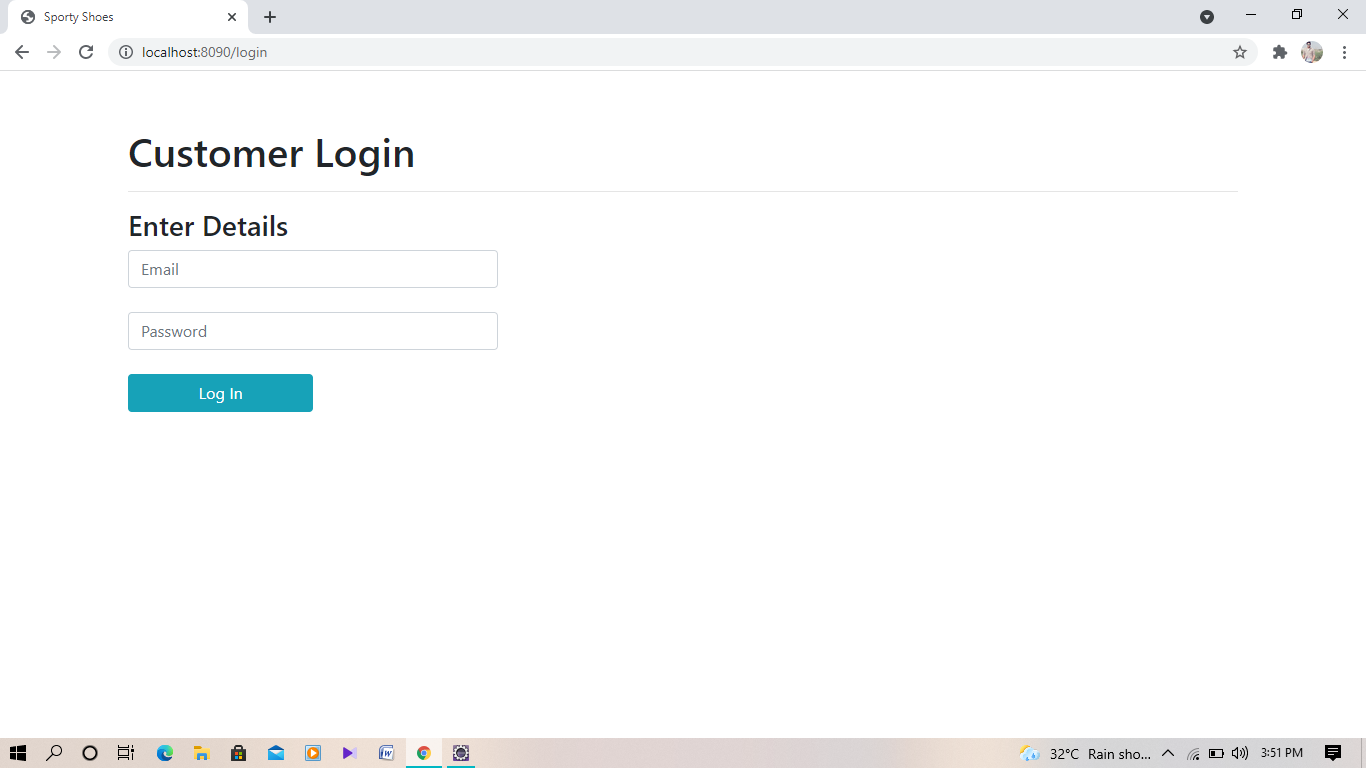 Sporty Shoes
localhost:8090/login
Customer Login
Enter Details
Email
Password
Log In
32°C Rain sho... 3:51 PM